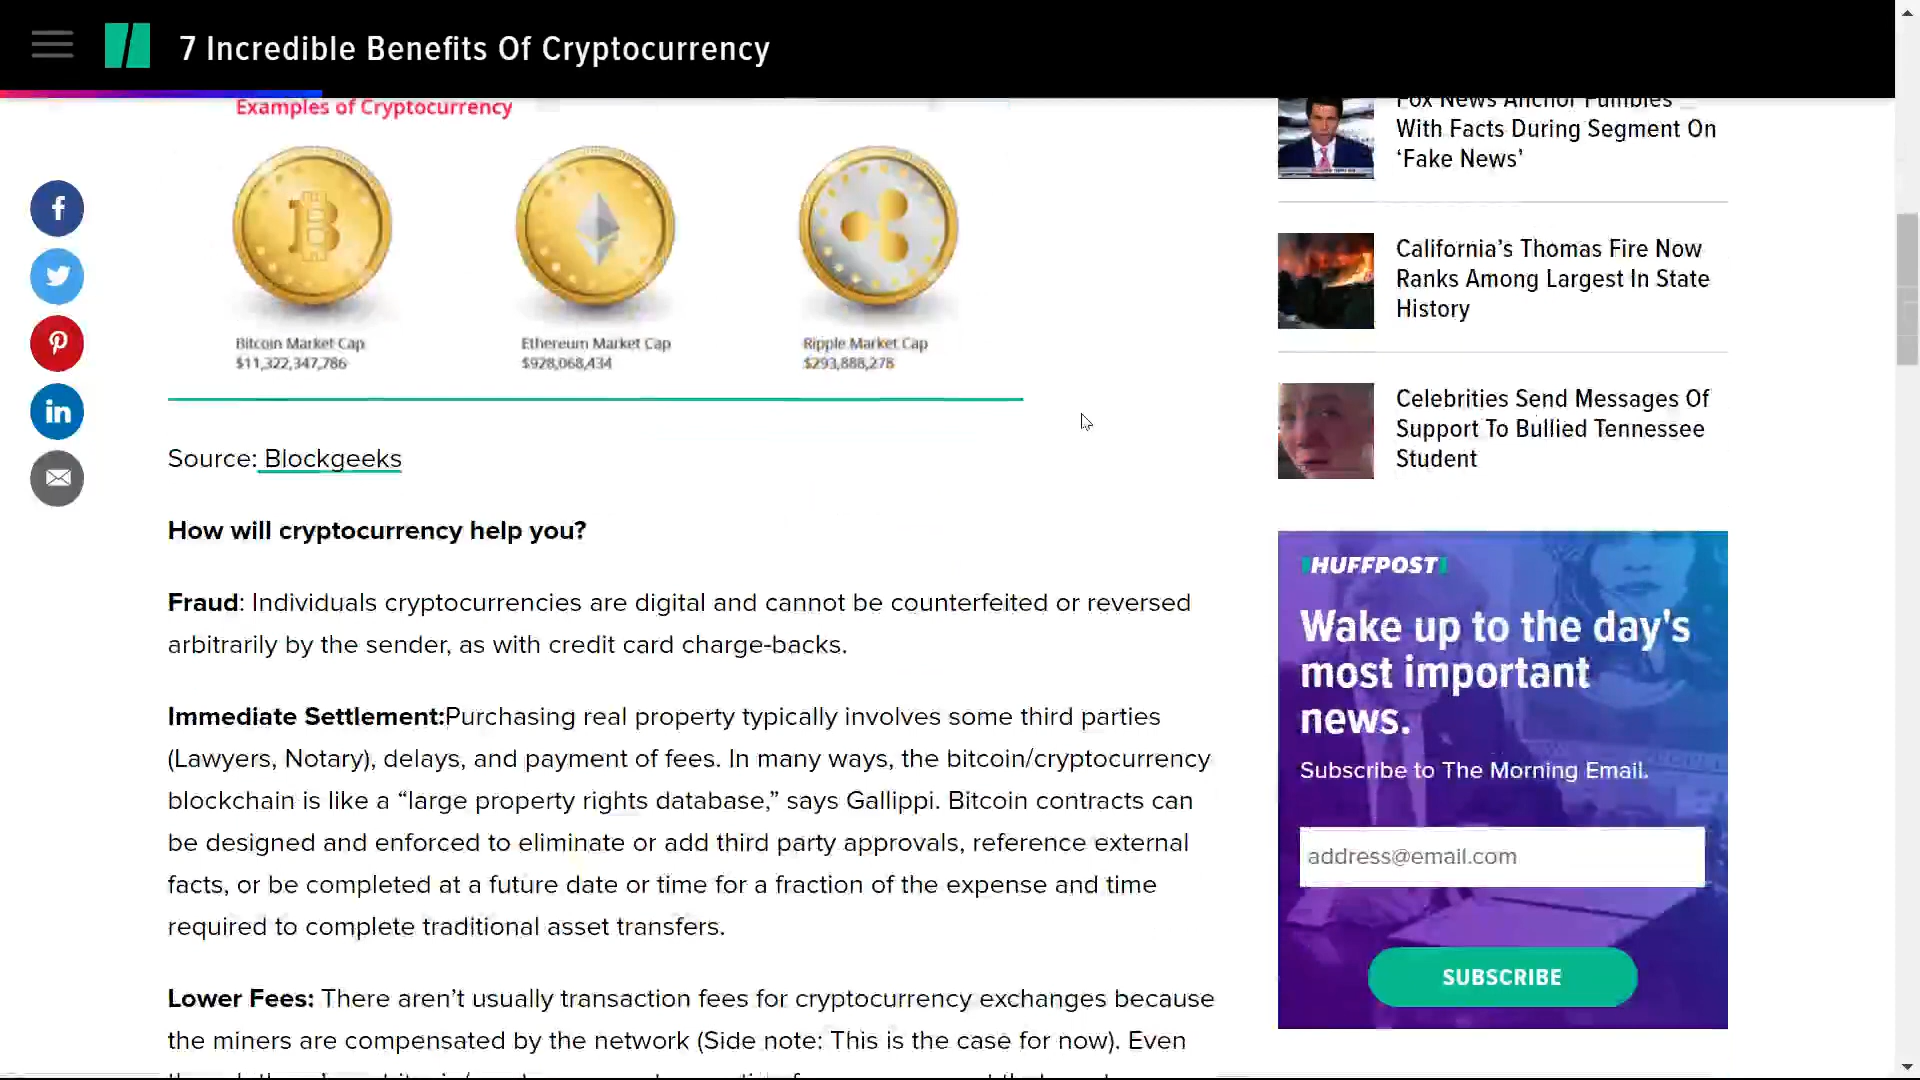 7 Incredible Benefits Of Cryptocurrency
Examples of Cryptocurrency
Bitcoin Market Cap
$11,322,347,786
Ethereum Market Cap
$928,068,434
Ripple Market Cap
$293,888,278
Source: Blockgeeks
How will cryptocurrency help you?
Fraud: Individuals cryptocurrencies are digital and cannot be counterfeited or reversed
arbitrarily by the sender, as with credit card charge-backs.
Immediate Settlement:Purchasing real property typically involves some third parties
(Lawyers, Notary), delays, and payment of fees. In many ways, the bitcoin/cryptocurrency
blockchain is like a “large property rights database,” says Gallippi. Bitcoin contracts can
be designed and enforced to eliminate or add third party approvals, reference external
facts, or be completed at a future date or time for a fraction of the expense and time
required to complete traditional asset transfers.
Lower Fees: There aren’t usually transaction fees for cryptocurrency exchanges because
the miners are compensated by the network (Side note: This is the case for now). Even
Fox News Anchor Fumbles
With Facts During Segment On
‘Fake News’
California’s Thomas Fire Now
Ranks Among Largest In State
History
Celebrities Send Messages Of
Support To Bullied Tennessee
Student
HUFFPOST
Wake up to the day's
most important
news.
Subscribe to The Morning Email.
address@email.com
SUBSCRIBE